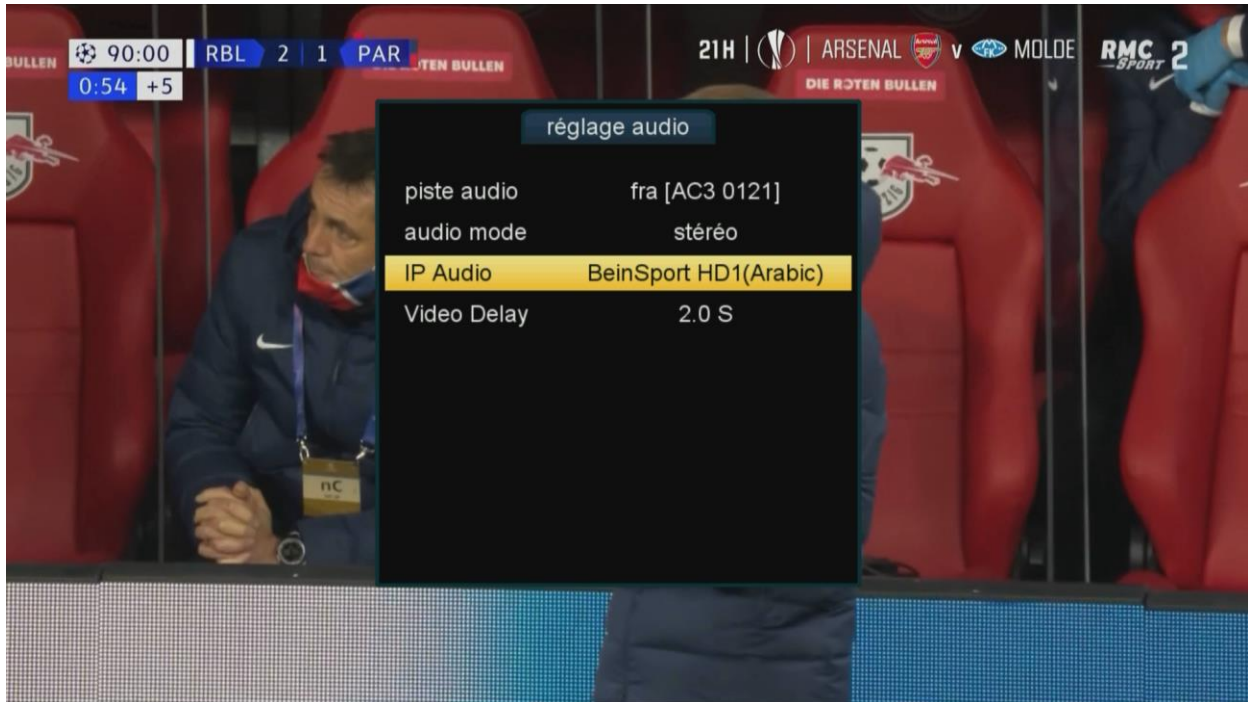 BULLEN
90:00 RBL 2 1 PAR
0:54 +5
TEN BULLEN
21H | | ARSENAL v FK MOLDE
RMC SPORT 2
DIE ROTEN BULLEN
réglage audio
piste audio fra [AC3 0121]
audio mode stéréo
IP Audio BeinSport HD1(Arabic)
Video Delay 2.0 S
nC